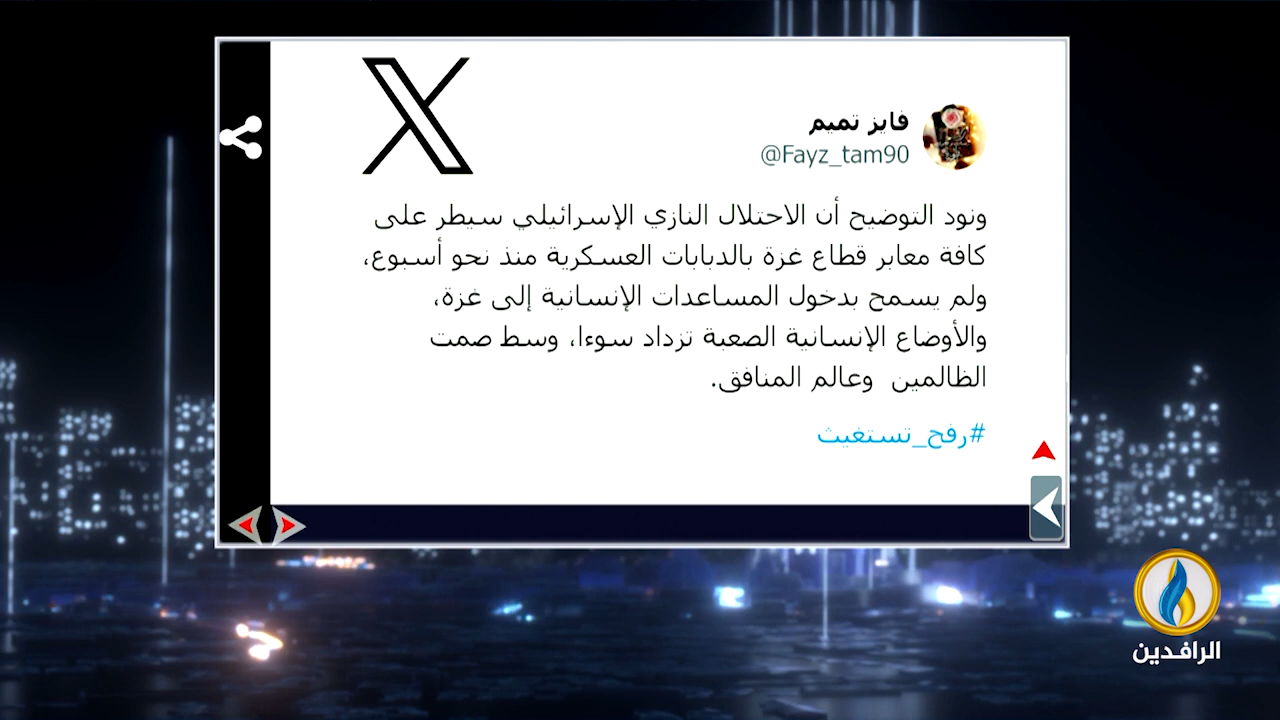 فايز تميم
@Fayz_tam90
ونود التوضيح أن الاحتلال النازي الإسرائيلي سيطر على
كافة معابر قطاع غزة بالدبابات العسكرية منذ نحو أسبوع،
ولم يسمح بدخول المساعدات الإنسانية إلى غزة،
والأوضاع الإنسانية الصعبة تزداد سوءا، وسط صمت
الظالمين وعالم المنافق.
#رفح_تستغيث
الرافدين